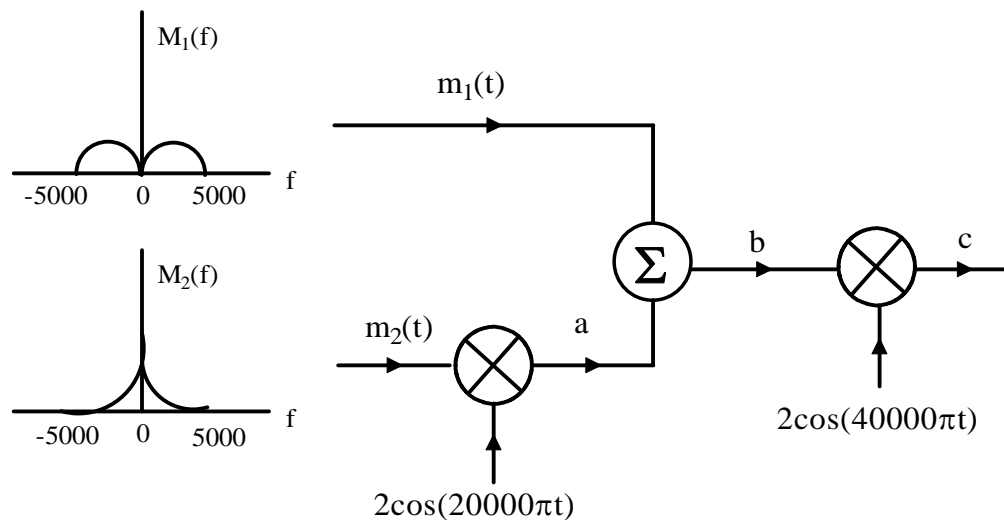 M₁(f)
-5000 0 5000 f
M₂(f)
-5000 0 5000 f
m₁(t)
m₂(t)
a
Σ
b
c
2cos(20000πt)
2cos(40000πt)